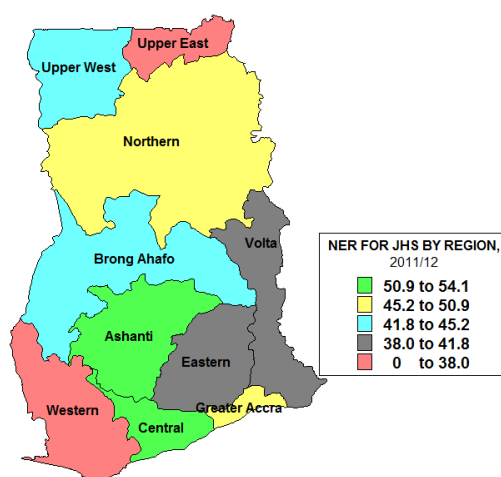 Upper East
Upper West
Northern
Volta
Brong Ahafo
Ashanti
Eastern
Western
Greater Accra
Central
NER FOR JHS BY REGION,
2011/12
50.9 to 54.1
45.2 to 50.9
41.8 to 45.2
38.0 to 41.8
0 to 38.0